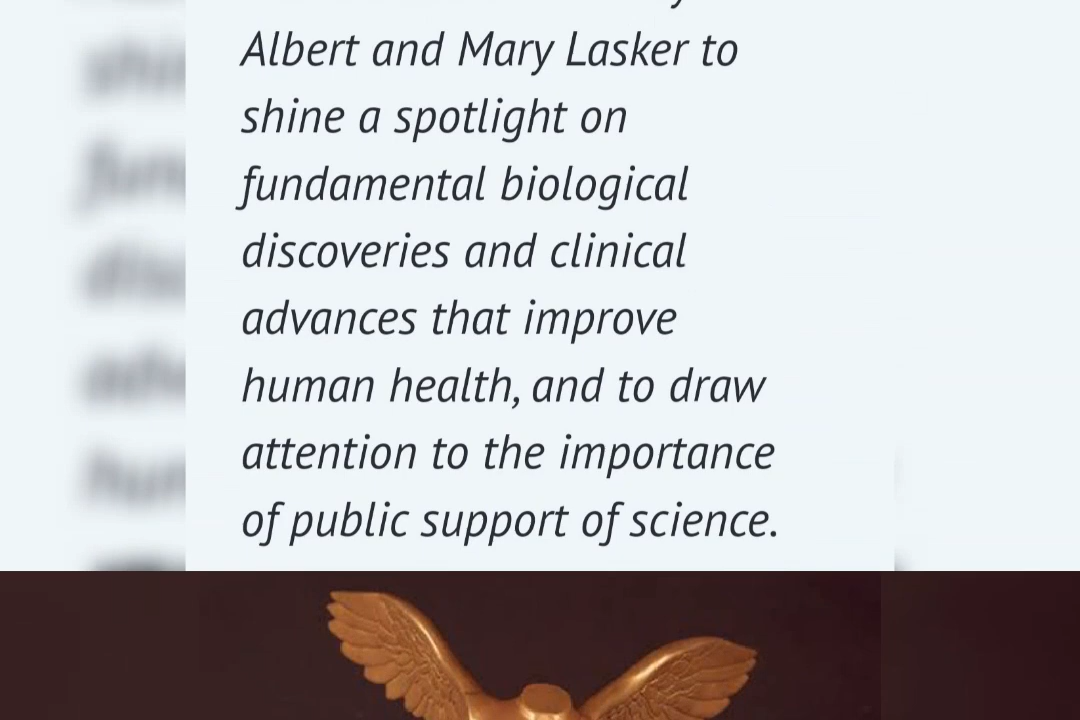 Albert and Mary Lasker to
shine a spotlight on
fundamental biological
discoveries and clinical
advances that improve
human health, and to draw
attention to the importance
of public support of science.